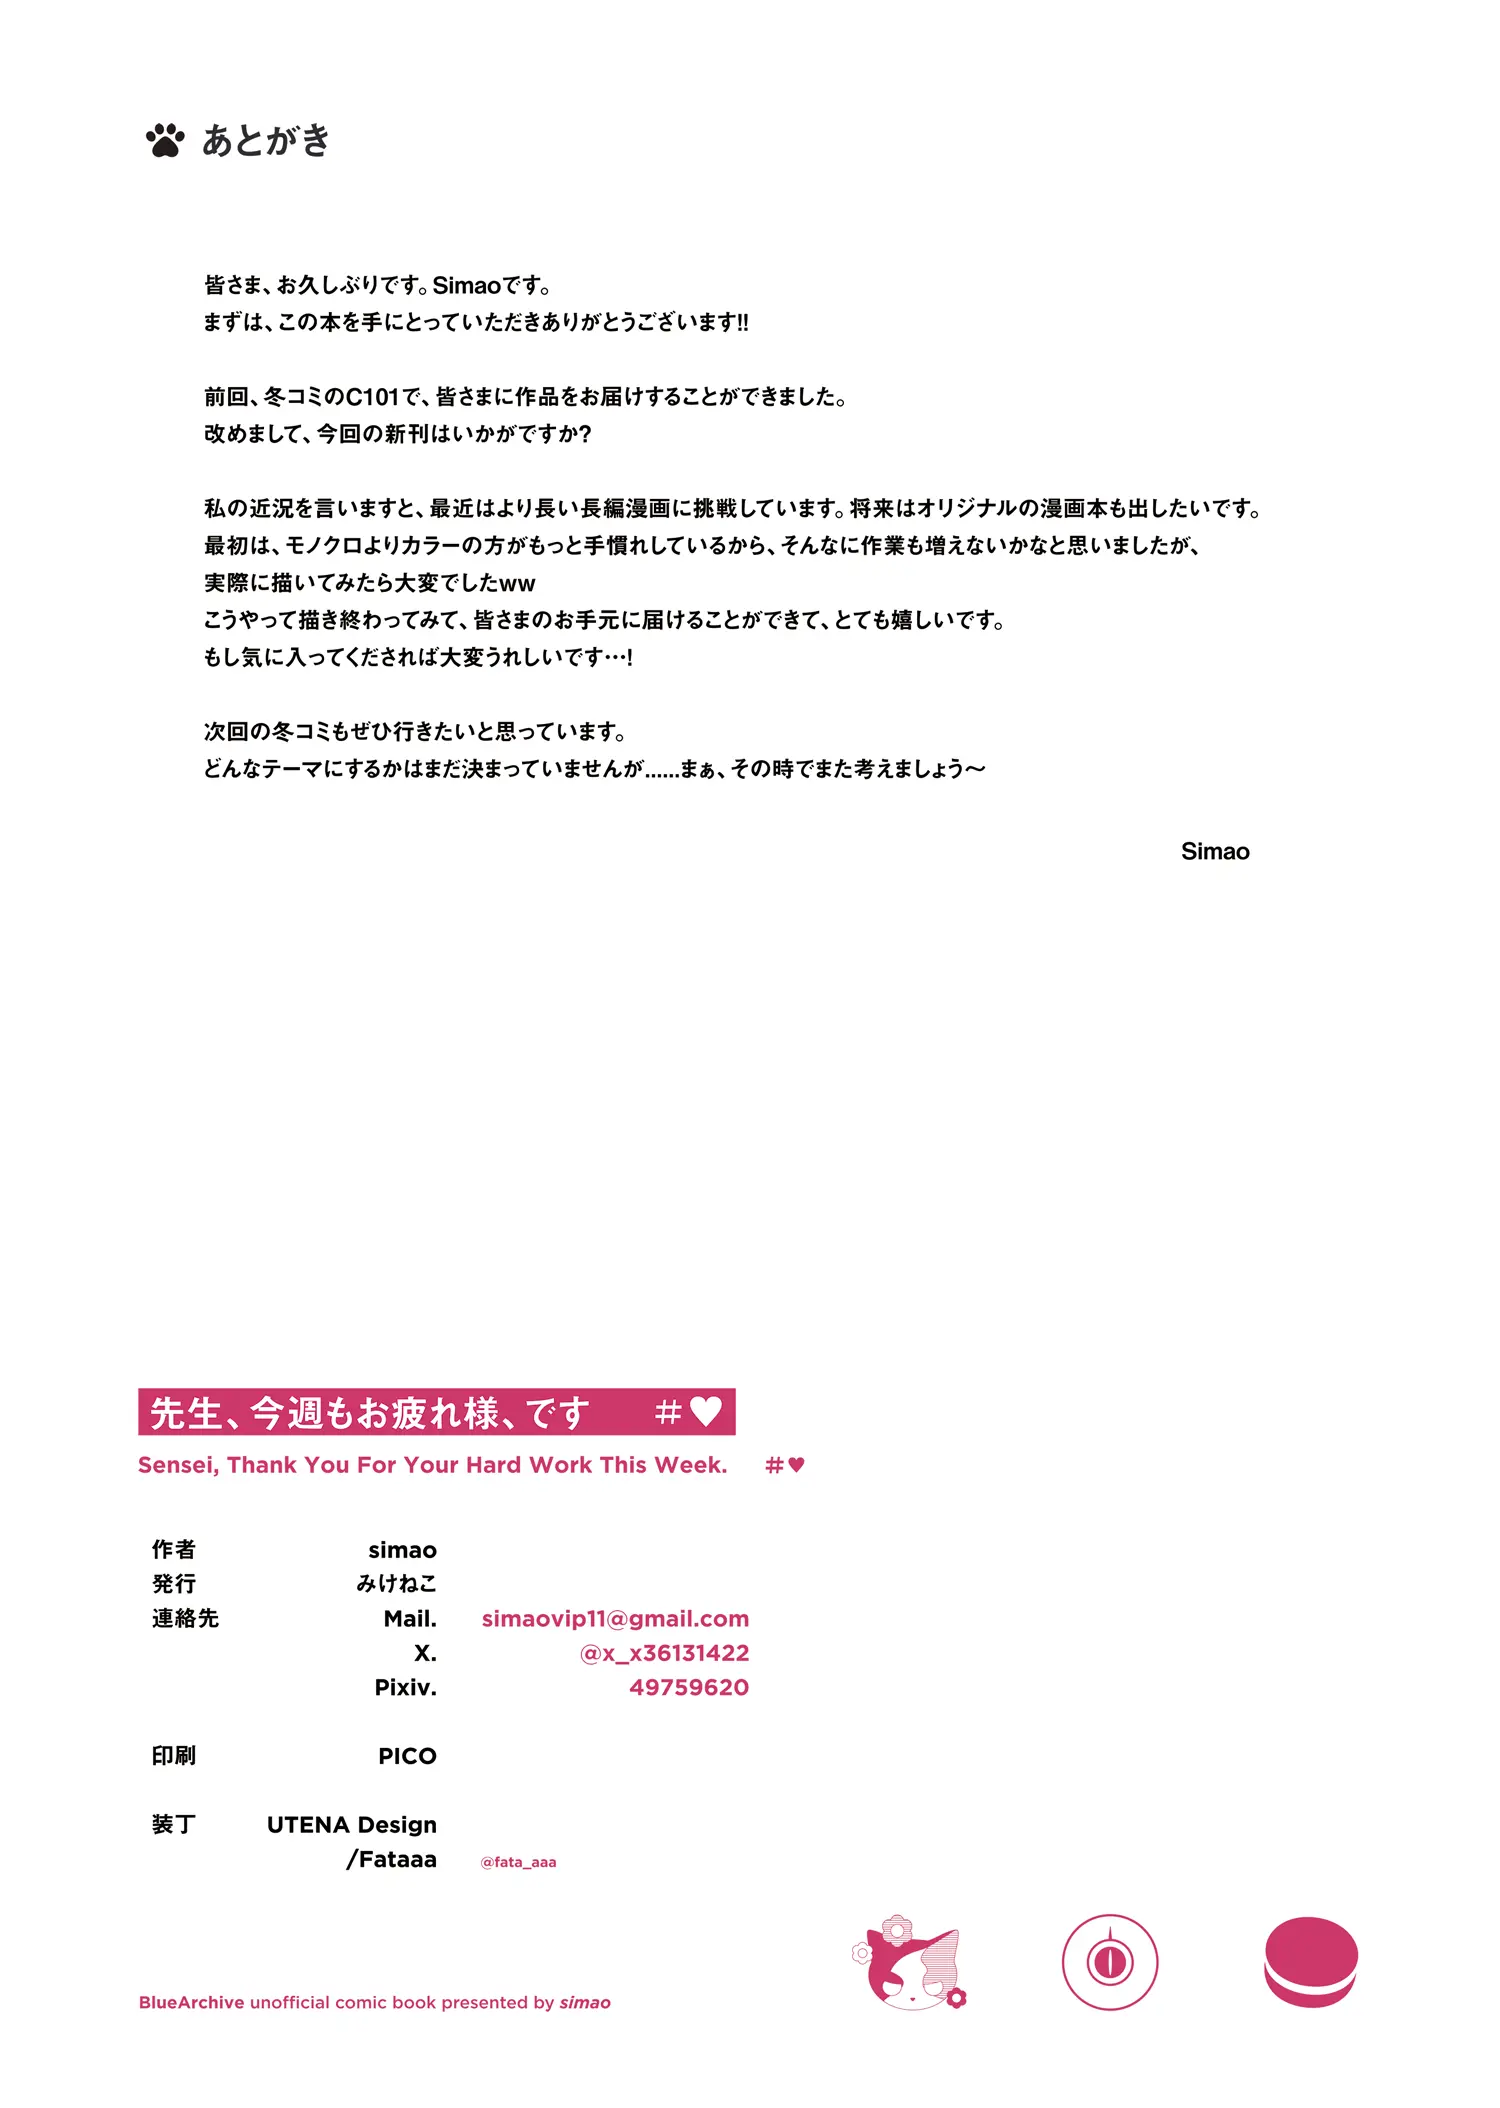 あとがき
皆さま、お久しぶりです。Simaoです。
まずは、この本を手にとっていただきありがとうございます!!
前回、冬コミのC101で、皆さまに作品をお届けすることができました。
改めまして、今回の新刊はいかがですか?
私の近況を言いますと、最近はより長い長編漫画に挑戦しています。将来はオリジナルの漫画本も出したいです。
最初は、モノクロよりカラーの方がもっと手慣れしているから、そんなに作業も増えないかなと思いましたが、
実際に描いてみたら大変でしたww
こうやって描き終わってみて、皆さまのお手元に届けることができて、とても嬉しいです。
もし気に入ってくだされば大変うれしいです…!
次回の冬コミもぜひ行きたいと思っています。
どんなテーマにするかはまだ決まっていませんが......まぁ、その時でまた考えましょう〜
Simao
先生、今週もお疲れ様、です #♥
Sensei, Thank You For Your Hard Work This Week. #♥
作者 simao
発行 みけねこ
連絡先 Mail. simaovip11@gmail.com
X. @x_x36131422
Pixiv. 49759620
印刷 PICO
装丁 UTENA Design
/Fataaa @fata_aaa
BlueArchive unofficial comic book presented by simao